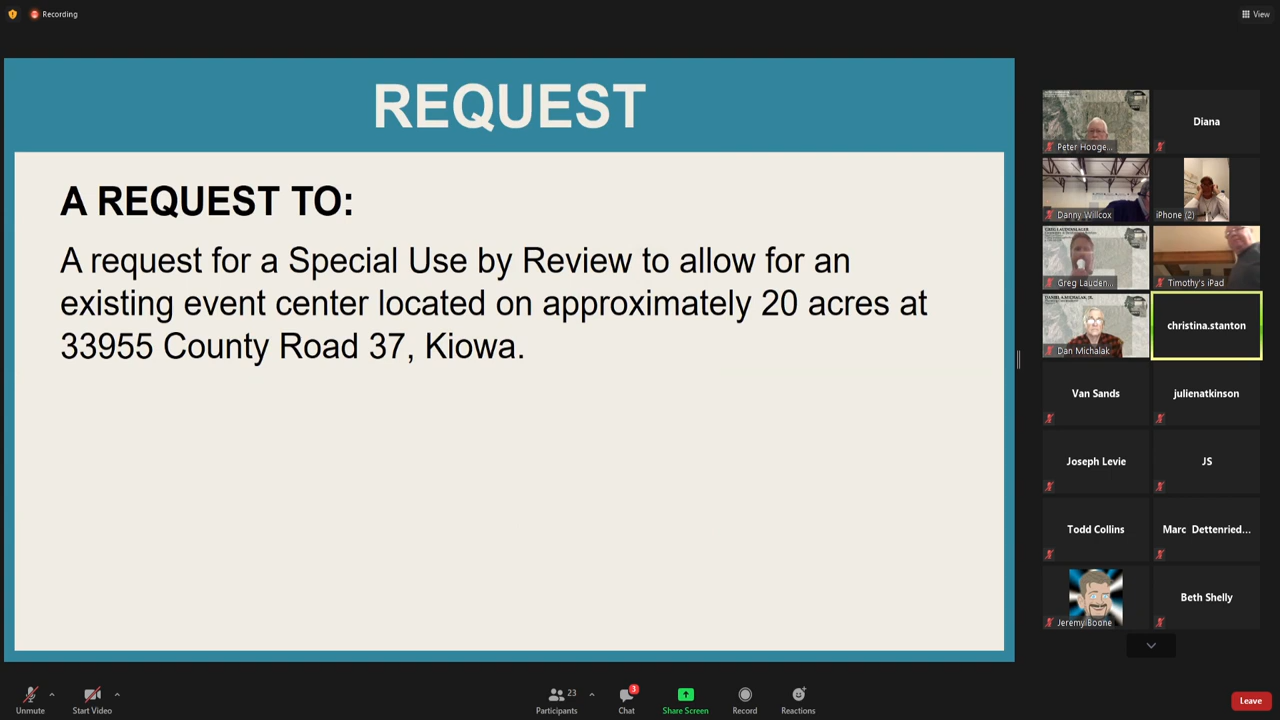 Recording
View
REQUEST
A REQUEST TO:
A request for a Special Use by Review to allow for an
existing event center located on approximately 20 acres at
33955 County Road 37, Kiowa.
Peter Hooge...
Diana
Danny Willcox
iPhone (2)
Greg Lauden...
Timothy's iPad
Dan Michalak
christina.stanton
Van Sands
julienatkinson
Joseph Levie
JS
Todd Collins
Marc Dettenried...
Jeremy Boone
Beth Shelly
Unmute
Start Video
23
Participants
3
Chat
Share Screen
Record
Reactions
Leave